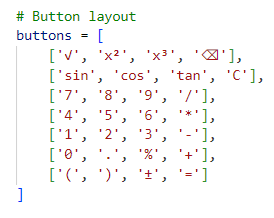 # Button layout
buttons = [
    ['√', 'x²', 'x³', '⌫'],
    ['sin', 'cos', 'tan', 'C'],
    ['7', '8', '9', '/'],
    ['4', '5', '6', '*'],
    ['1', '2', '3', '-'],
    ['0', '.', '%', '+'],
    ['(', ')', '±', '=']
]